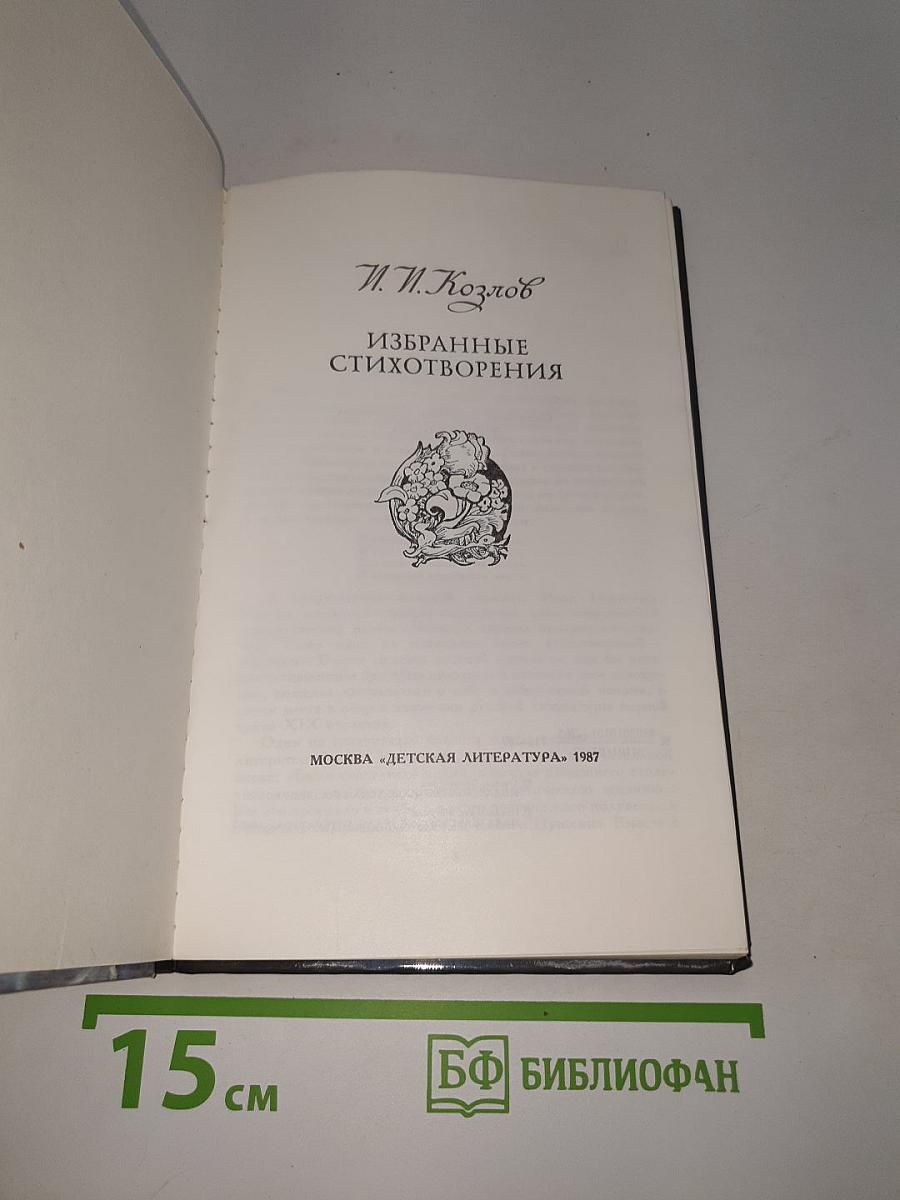 И. И. Козлов
ИЗБРАННЫЕ
СТИХОТВОРЕНИЯ
МОСКВА «ДЕТСКАЯ ЛИТЕРАТУРА» 1987
15 см
БФ БИБЛИОФАН